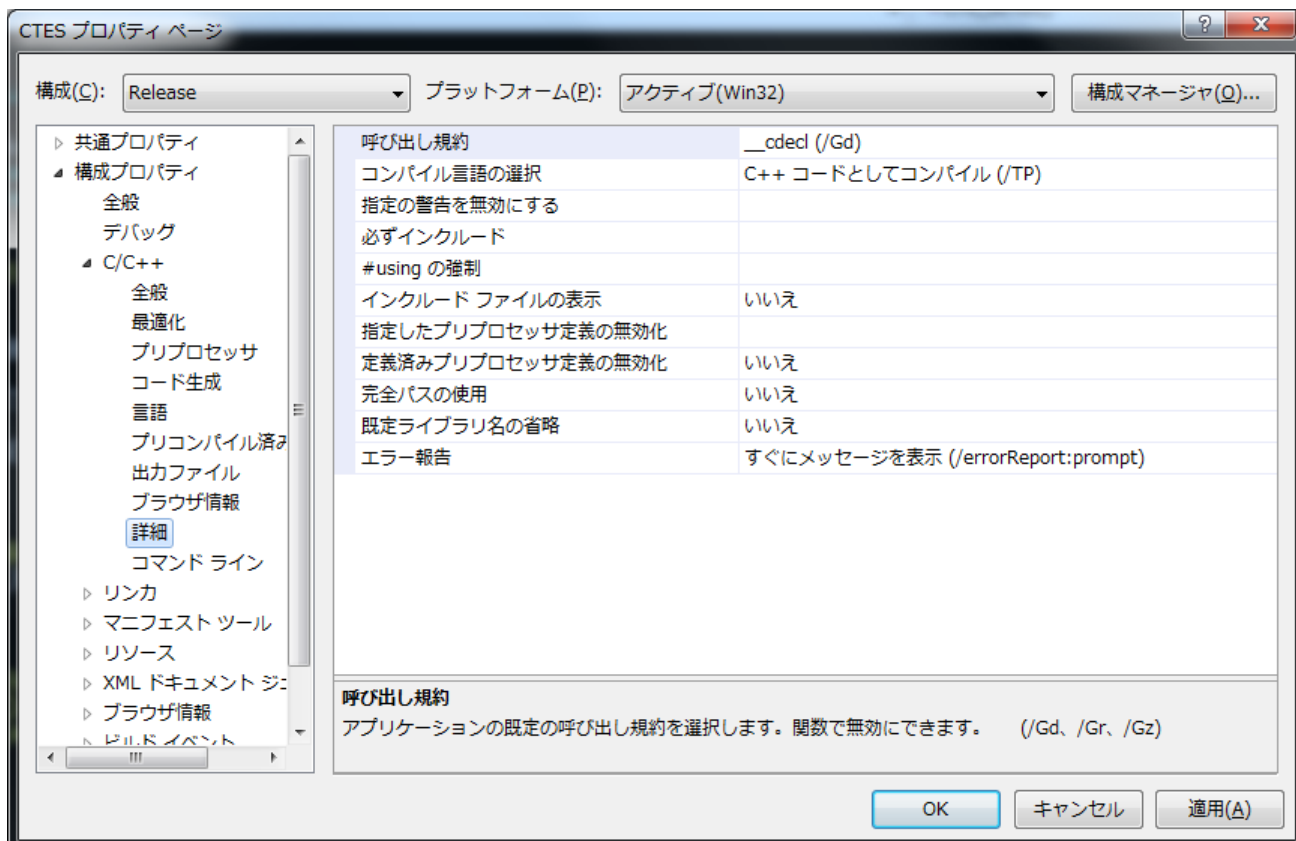 CTES プロパティ ページ
構成(C): Release プラットフォーム(P): アクティブ(Win32) 構成マネージャ(O)...
共通プロパティ
構成プロパティ
全般
デバッグ
C/C++
全般
最適化
プリプロセッサ
コード生成
言語
プリコンパイル済み
出力ファイル
ブラウザ情報
詳細
コマンド ライン
リンカ
マニフェスト ツール
リソース
XML ドキュメント ジェ
ブラウザ情報
ビルド イベント
呼び出し規約 __cdecl (/Gd)
コンパイル言語の選択 C++ コードとしてコンパイル (/TP)
指定の警告を無効にする
必ずインクルード
#using の強制
インクルード ファイルの表示 いいえ
指定したプリプロセッサ定義の無効化
定義済みプリプロセッサ定義の無効化 いいえ
完全パスの使用 いいえ
既定ライブラリ名の省略 いいえ
エラー報告 すぐにメッセージを表示 (/errorReport:prompt)
呼び出し規約
アプリケーションの既定の呼び出し規約を選択します。関数で無効にできます。 (/Gd、/Gr、/Gz)
OK キャンセル 適用(A)